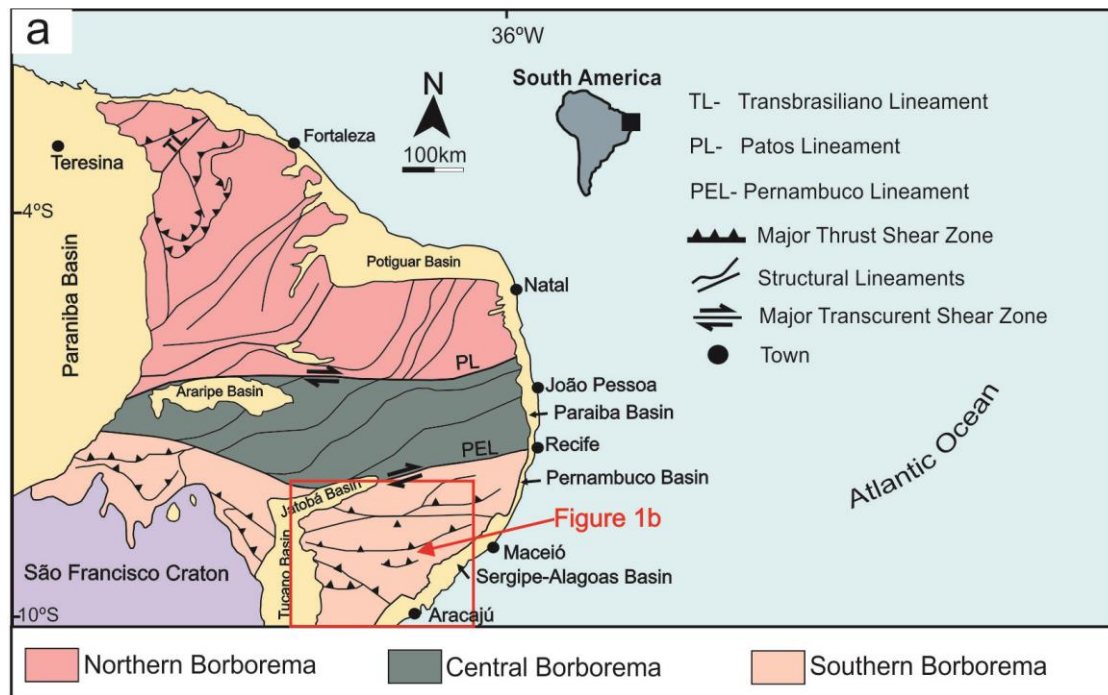 a
36ºW
South America
N
100km
TL- Transbrasiliano Lineament
PL- Patos Lineament
PEL- Pernambuco Lineament
Major Thrust Shear Zone
Structural Lineaments
Major Transcurent Shear Zone
Town
Fortaleza
TL
Teresina
4ºS
Paraniba Basin
Potiguar Basin
Natal
PL
Araripe Basin
João Pessoa
Paraiba Basin
PEL
Recife
Pernambuco Basin
Atlantic Ocean
Jatobá Basin
Figure 1b
Maceió
São Francisco Craton
Tucano Basin
Sergipe-Alagoas Basin
10ºS
Aracajú
Northern Borborema
Central Borborema
Southern Borborema